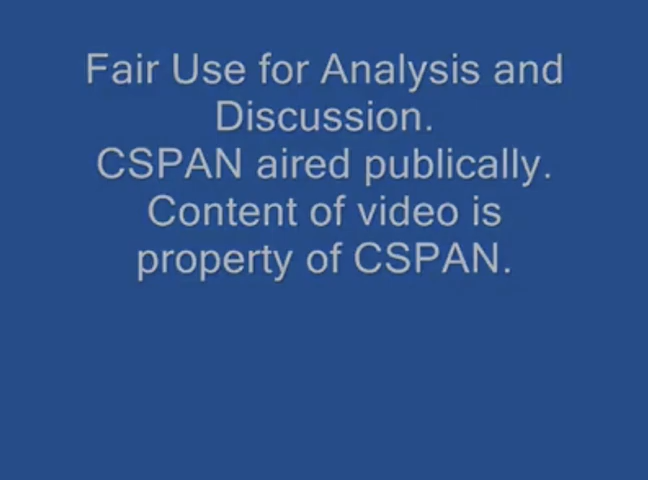 Fair Use for Analysis and
Discussion.
CSPAN aired publically.
Content of video is
property of CSPAN.